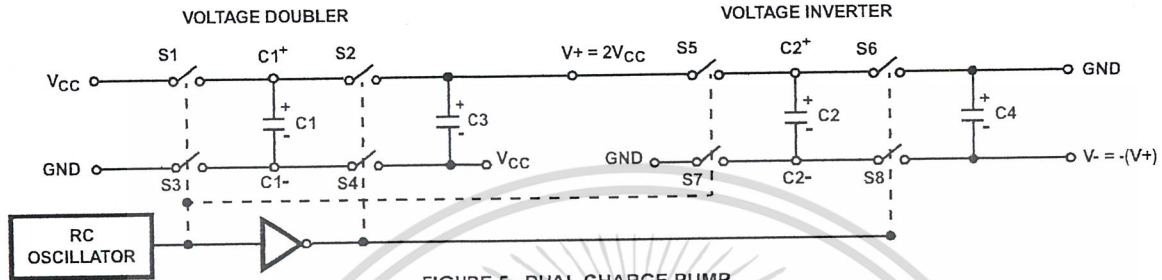 VOLTAGE DOUBLER
VOLTAGE INVERTER
S1
C1+
S2
V+ = 2VCC
S5
C2+
S6
VCC
GND
+
C1
-
+
C3
-
+
C2
-
+
C4
-
GND
S3
C1-
S4
VCC
GND
S7
C2-
S8
V- = -(V+)
RC
OSCILLATOR
FIGURE 5. DUAL CHARGE PUMP